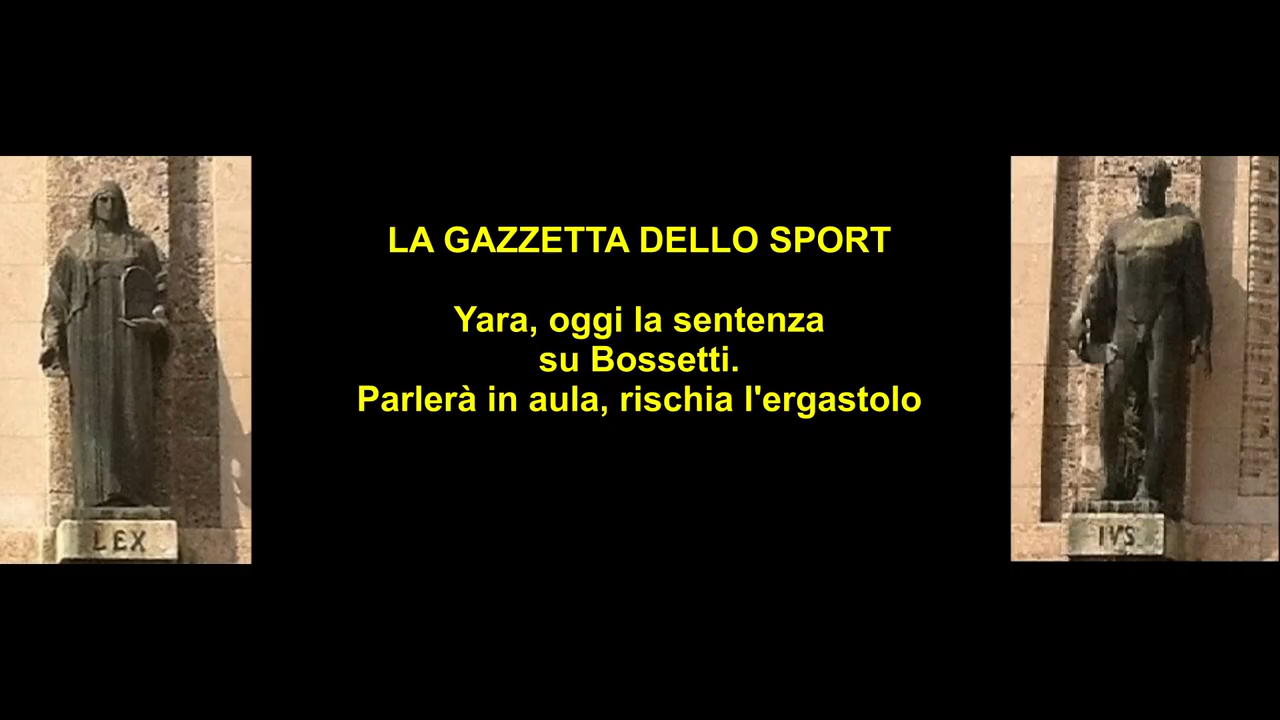 LA GAZZETTA DELLO SPORT
Yara, oggi la sentenza
su Bossetti.
Parlerà in aula, rischia l'ergastolo
LEX
IVS